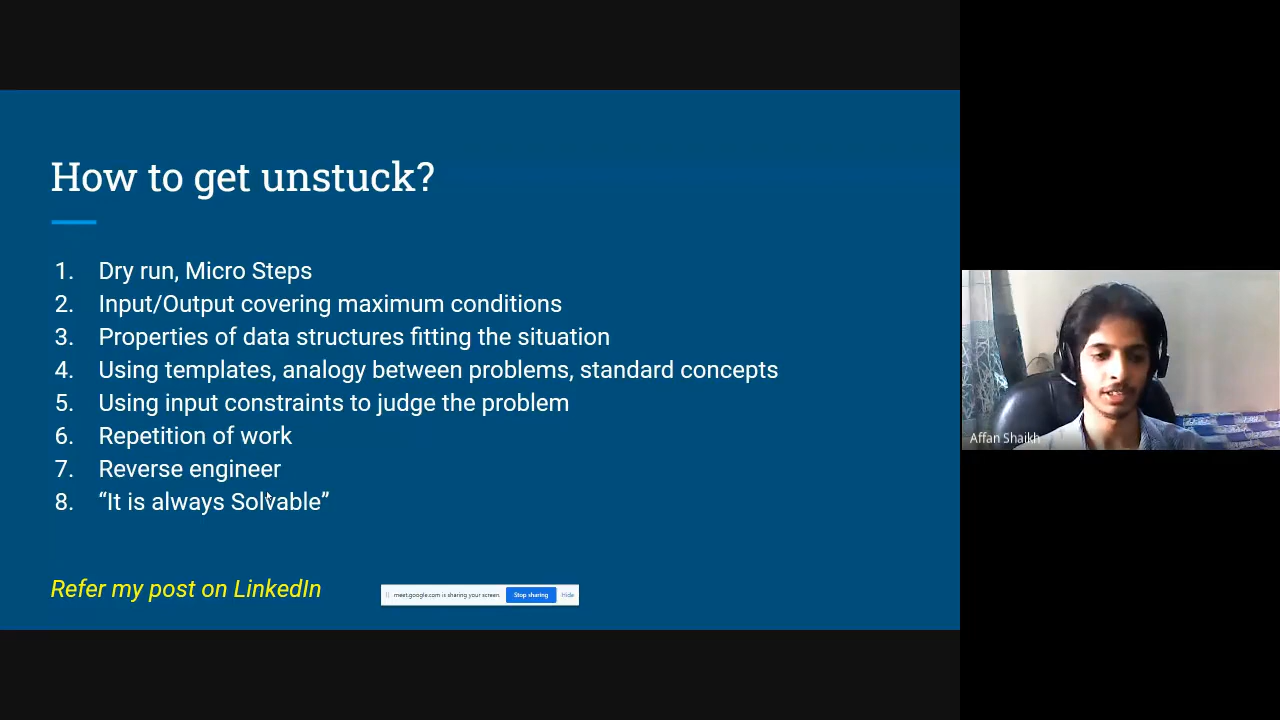 How to get unstuck?
1. Dry run, Micro Steps
2. Input/Output covering maximum conditions
3. Properties of data structures fitting the situation
4. Using templates, analogy between problems, standard concepts
5. Using input constraints to judge the problem
6. Repetition of work
7. Reverse engineer
8. “It is always Solvable”
Refer my post on LinkedIn
meet.google.com is sharing your screen. Stop sharing Hide
Affan Shaikh